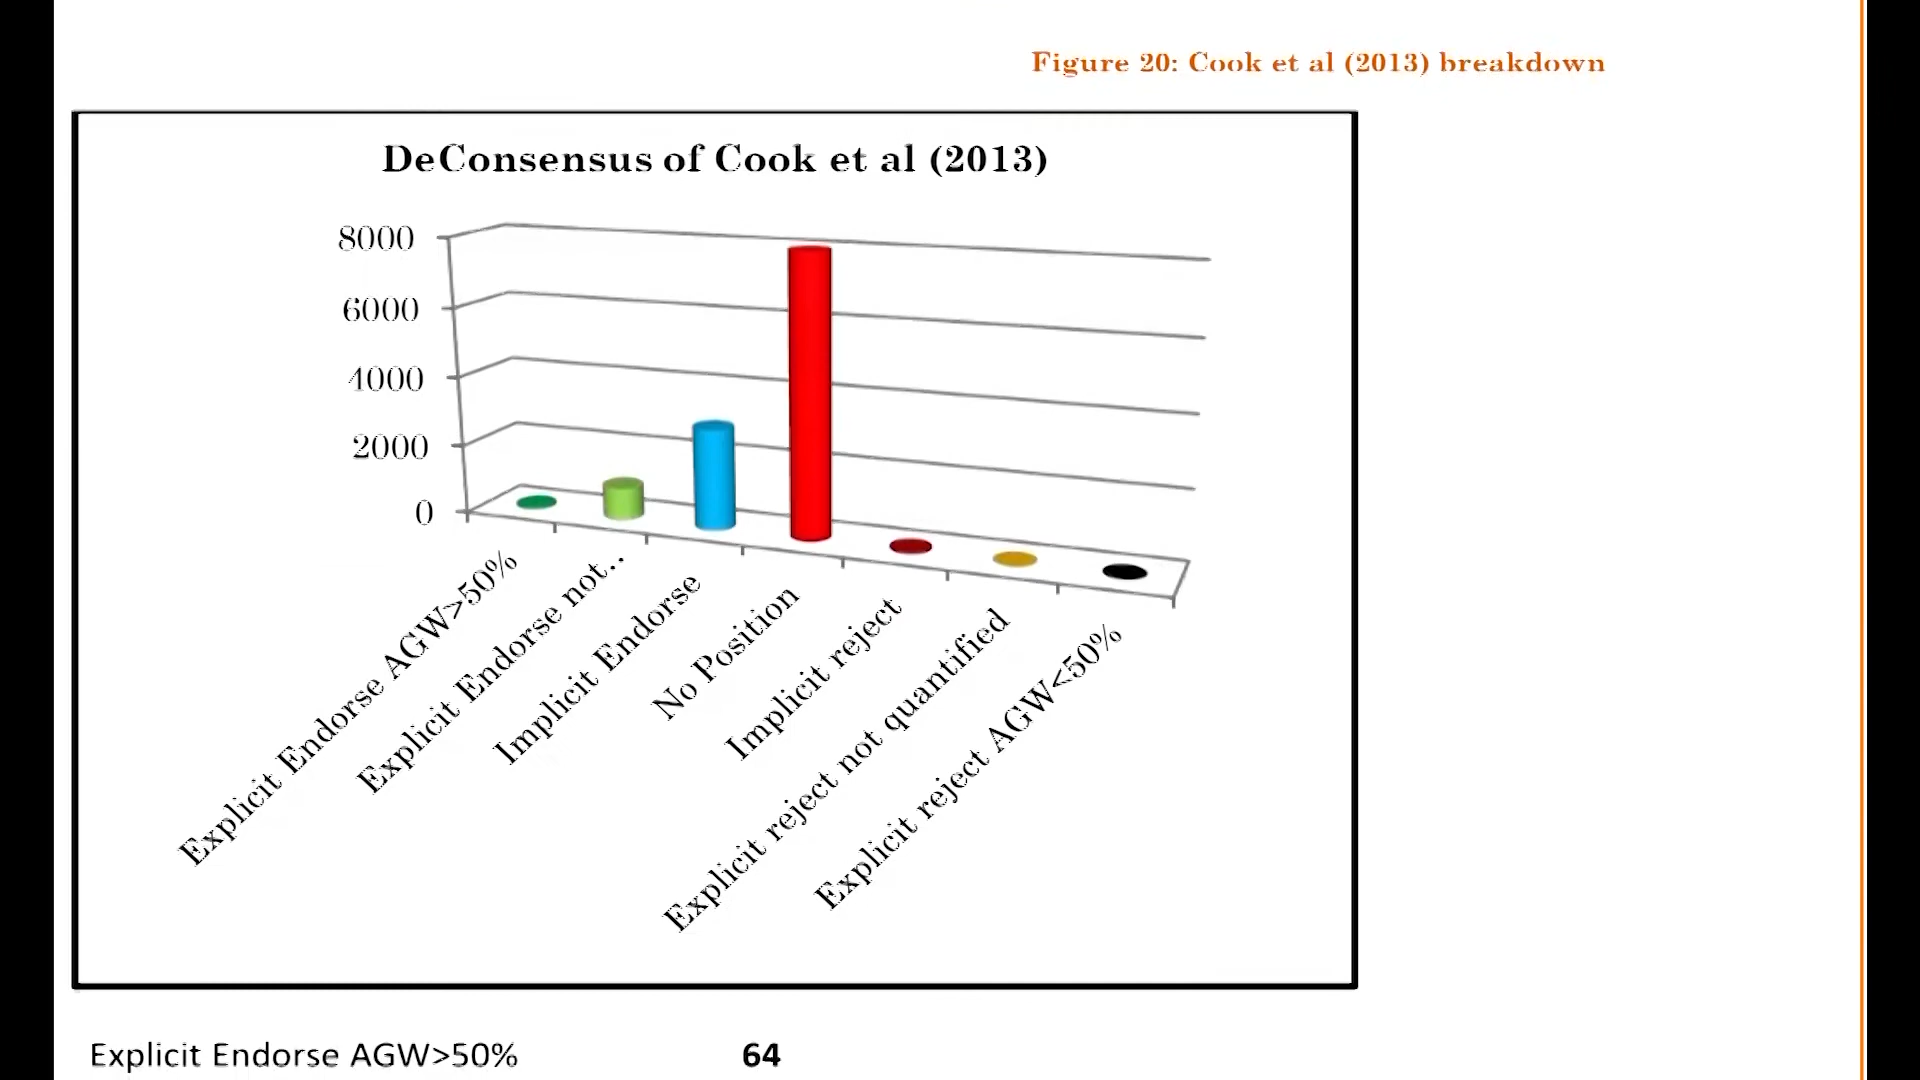 Figure 20: Cook et al (2013) breakdown
DeConsensus of Cook et al (2013)
8000
6000
4000
2000
0
Explicit Endorse AGW>50%
Explicit Endorse not..
Implicit Endorse
No Position
Implicit reject
Explicit reject not quantified
Explicit reject AGW<50%
Explicit Endorse AGW>50% 64